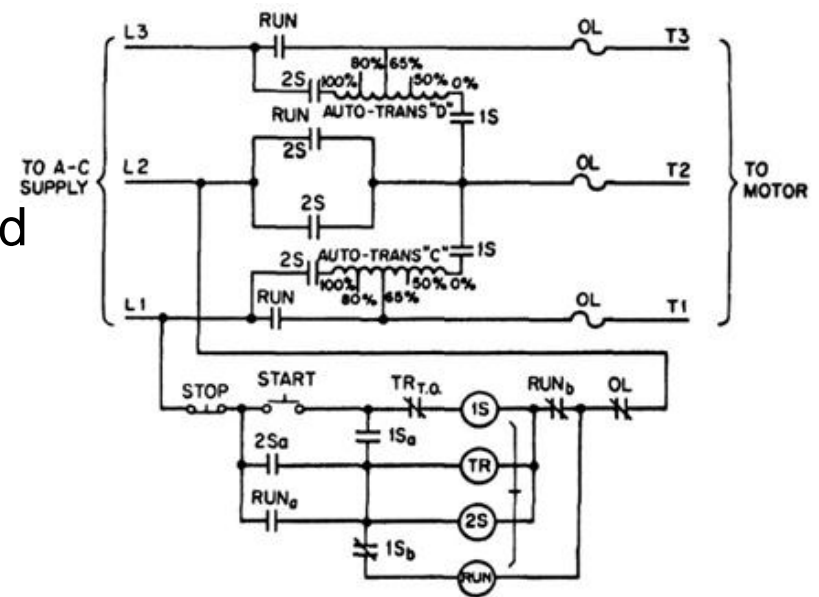 RUN
L3
OL
T3
80% 65%
2S
100%
50% 0%
AUTO-TRANS "D"
1S
RUN
2S
TO A-C
SUPPLY
L2
OL
T2
TO
MOTOR
d
2S
1S
AUTO-TRANS "C"
2S
100%
50% 0%
80% 65%
RUN
L1
OL
T1
STOP
START
TR T.O.
RUNb
OL
1S
2Sa
1Sa
TR
RUNa
2S
1Sb
RUN